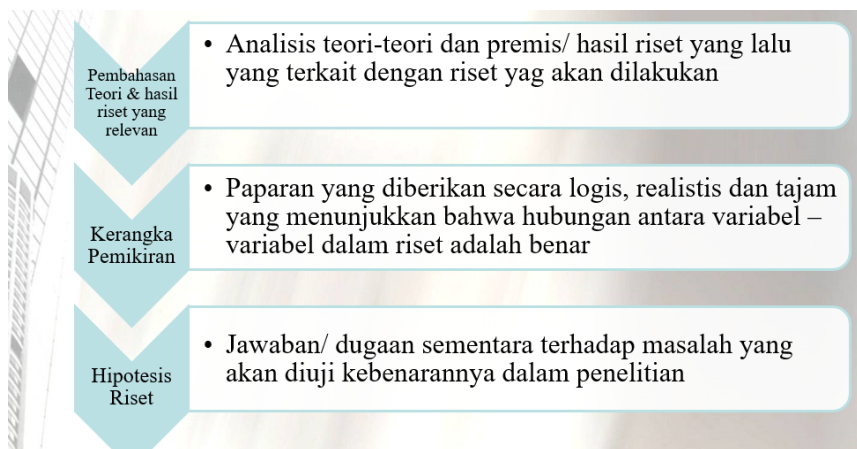 Pembahasan
Teori & hasil
riset yang
relevan
• Analisis teori-teori dan premis/ hasil riset yang lalu
yang terkait dengan riset yag akan dilakukan
Kerangka
Pemikiran
• Paparan yang diberikan secara logis, realistis dan tajam
yang menunjukkan bahwa hubungan antara variabel –
variabel dalam riset adalah benar
Hipotesis
Riset
• Jawaban/ dugaan sementara terhadap masalah yang
akan diuji kebenarannya dalam penelitian